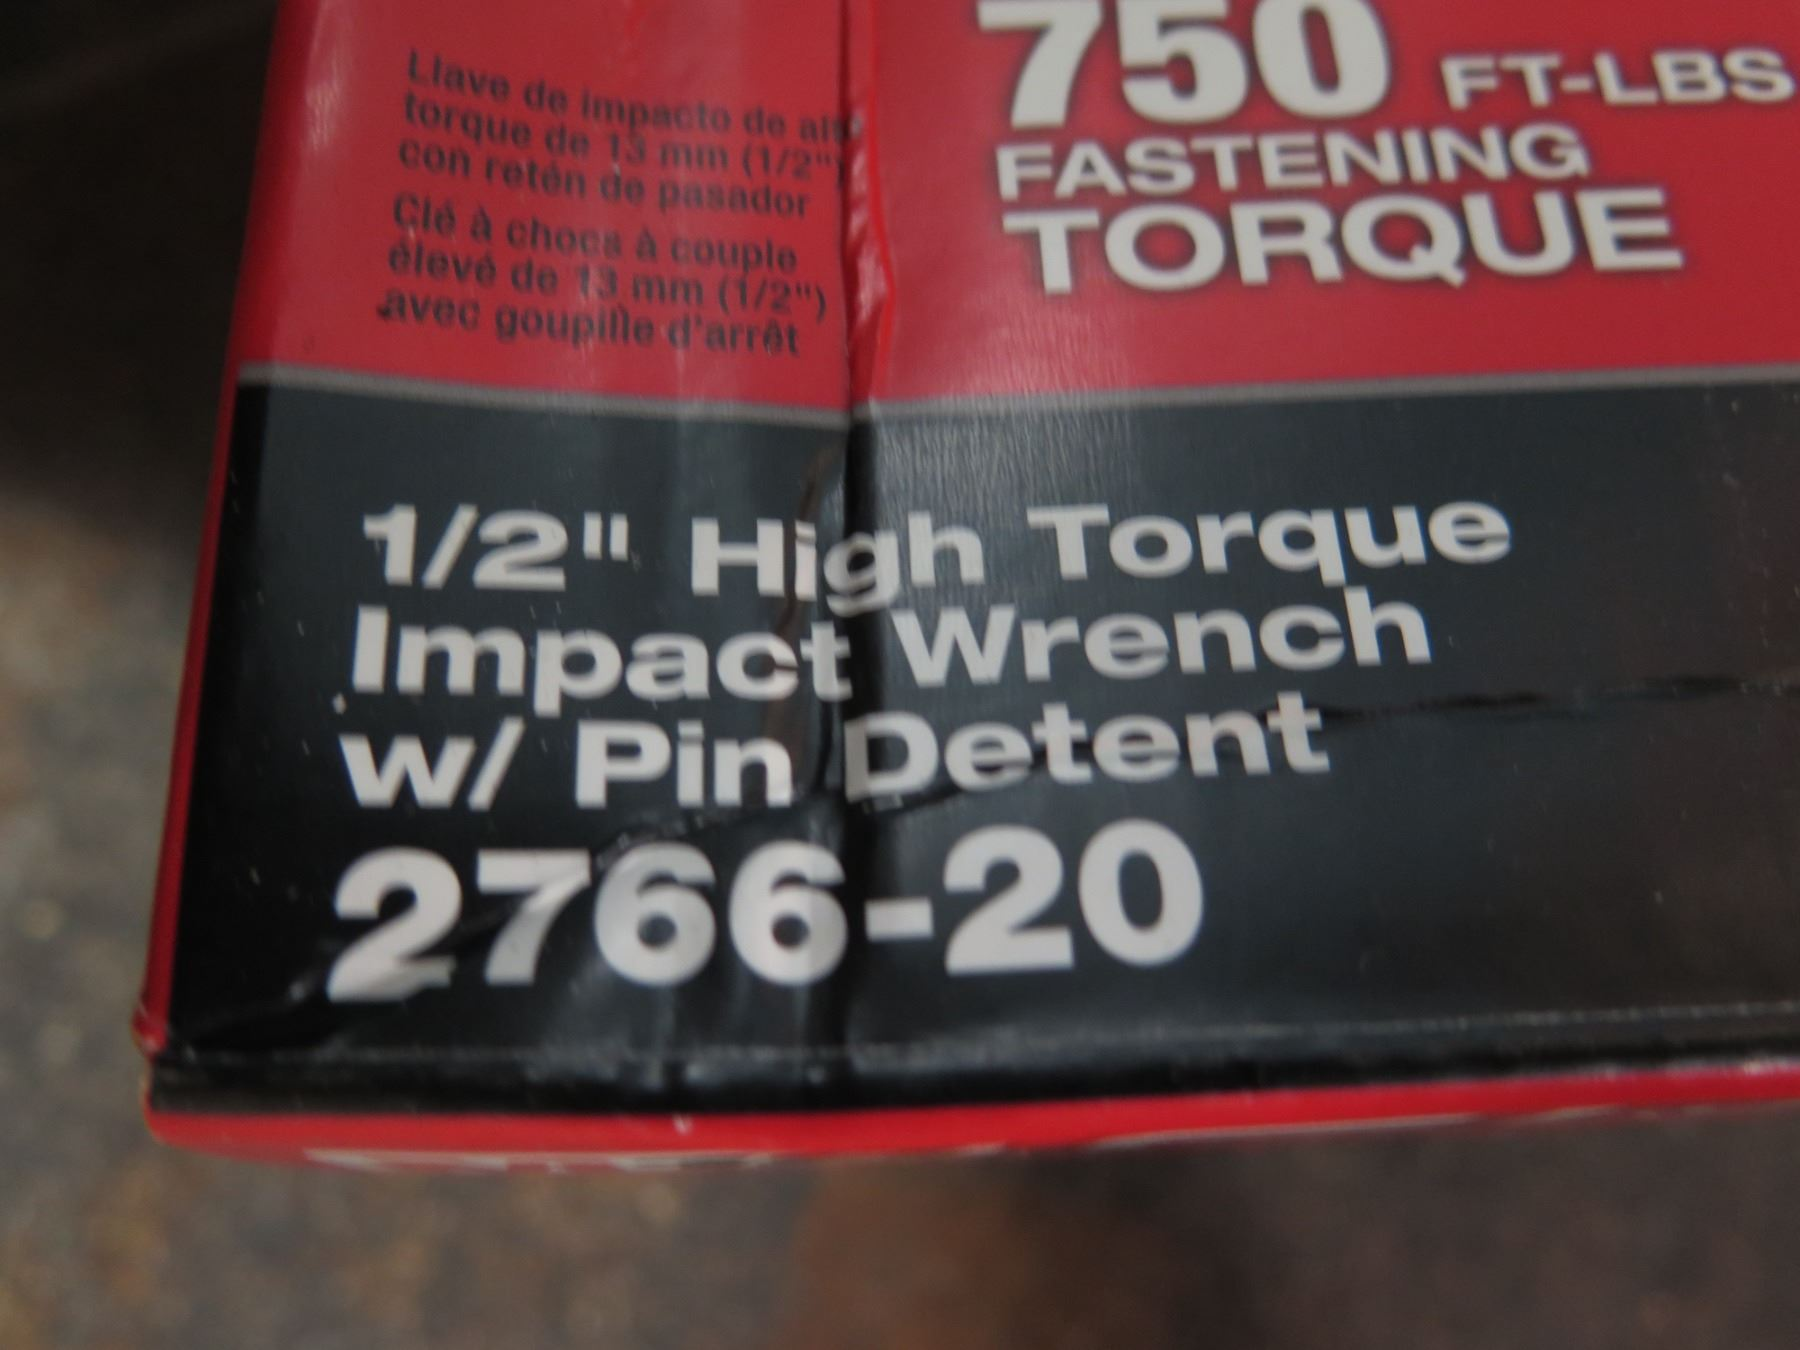 Llave de impacto de alto
torque de 13 mm (1/2")
con retén de pasador
Clé à chocs à couple
élevé de 13 mm (1/2")
avec goupille d'arrêt
750 FT-LBS
FASTENING
TORQUE
1/2" High Torque
Impact Wrench
w/ Pin Detent
2766-20